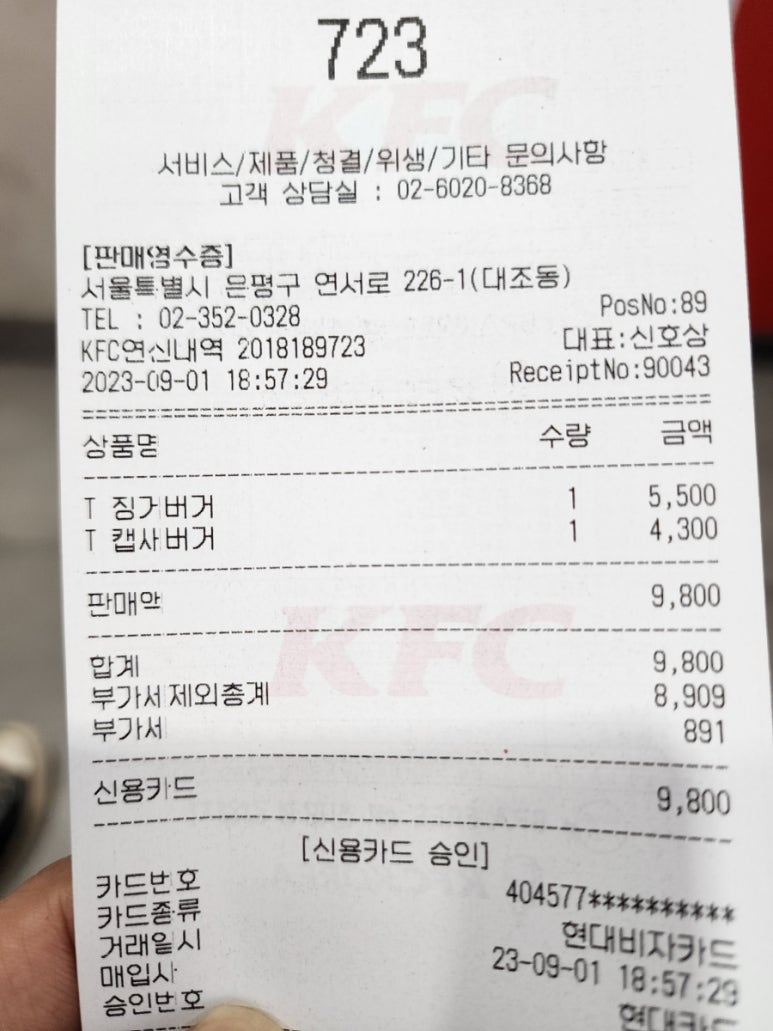 723
KFC
서비스/제품/청결/위생/기타 문의사항
고객 상담실 : 02-6020-8368
[판매영수증]
서울특별시 은평구 연서로 226-1(대조동)
TEL : 02-352-0328 PosNo:89
KFC연신내역 2018189723 대표:신호상
2023-09-01 18:57:29 ReceiptNo:90043
상품명 수량 금액
T 징거버거 1 5,500
T 캡사버거 1 4,300
판매액 9,800
KFC
합계 9,800
부가세제외총계 8,909
부가세 891
신용카드 9,800
[신용카드 승인]
카드번호 404577**********
카드종류 현대비자카드
거래일시 23-09-01 18:57:29
매입사 현대카드
승인번호